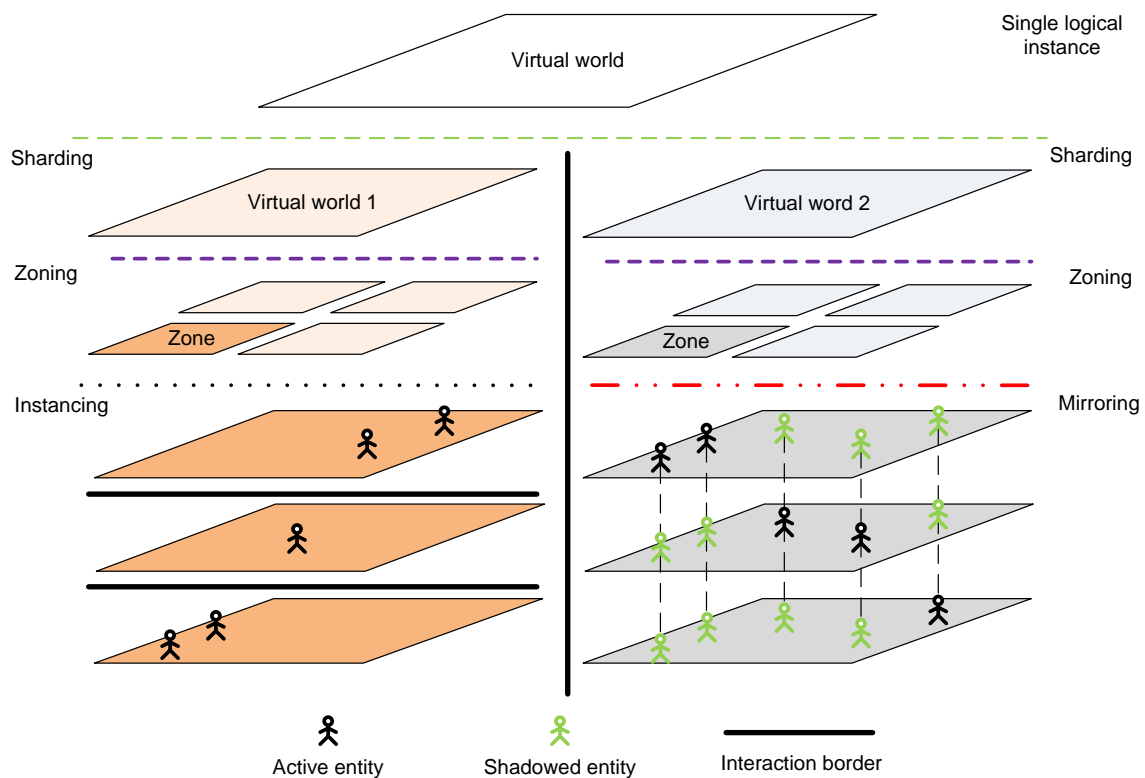 Single logical
instance
Virtual world
Sharding
Sharding
Virtual world 1
Virtual word 2
Zoning
Zoning
Zone
Zone
Instancing
Mirroring
Active entity
Shadowed entity
Interaction border